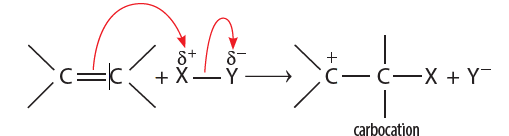 δ+ δ−
C=C + X—Y ⟶ C+—C—X + Y−
carbocation